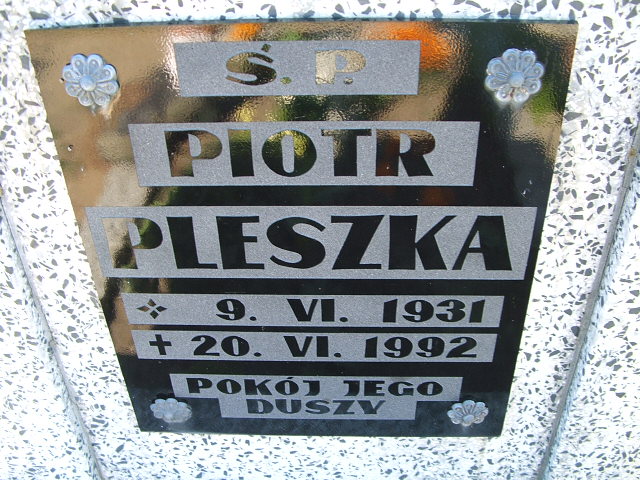 Ś. P.
PIOTR
PLESZKA
9. VI. 1931
+ 20. VI. 1992
POKÓJ JEGO
DUSZY